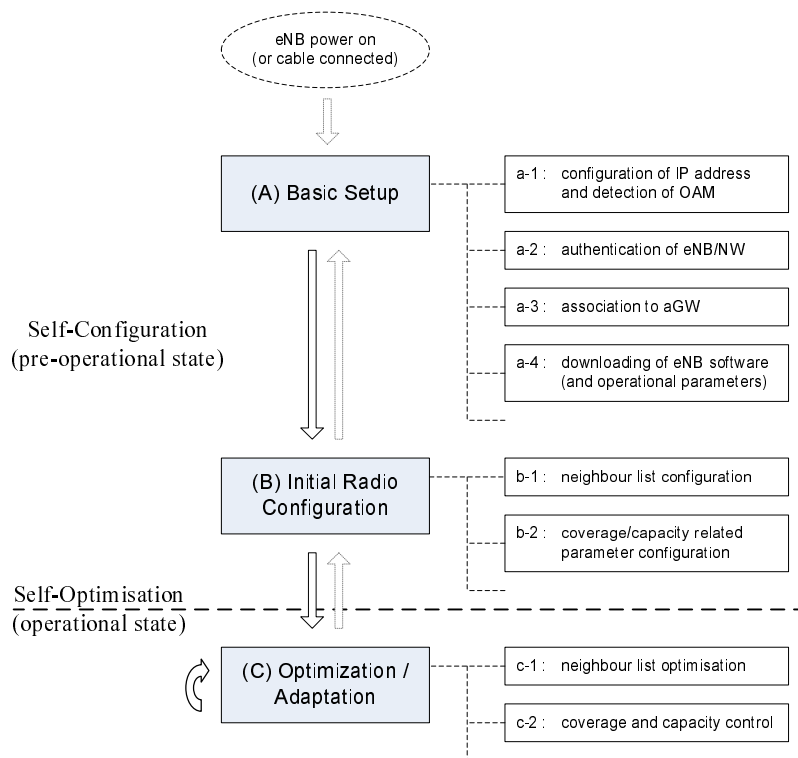 eNB power on
(or cable connected)
(A) Basic Setup
a-1 : configuration of IP address
and detection of OAM
a-2 : authentication of eNB/NW
a-3 : association to aGW
a-4 : downloading of eNB software
(and operational parameters)
Self-Configuration
(pre-operational state)
(B) Initial Radio
Configuration
b-1 : neighbour list configuration
b-2 : coverage/capacity related
parameter configuration
Self-Optimisation
(operational state)
(C) Optimization /
Adaptation
c-1 : neighbour list optimisation
c-2 : coverage and capacity control